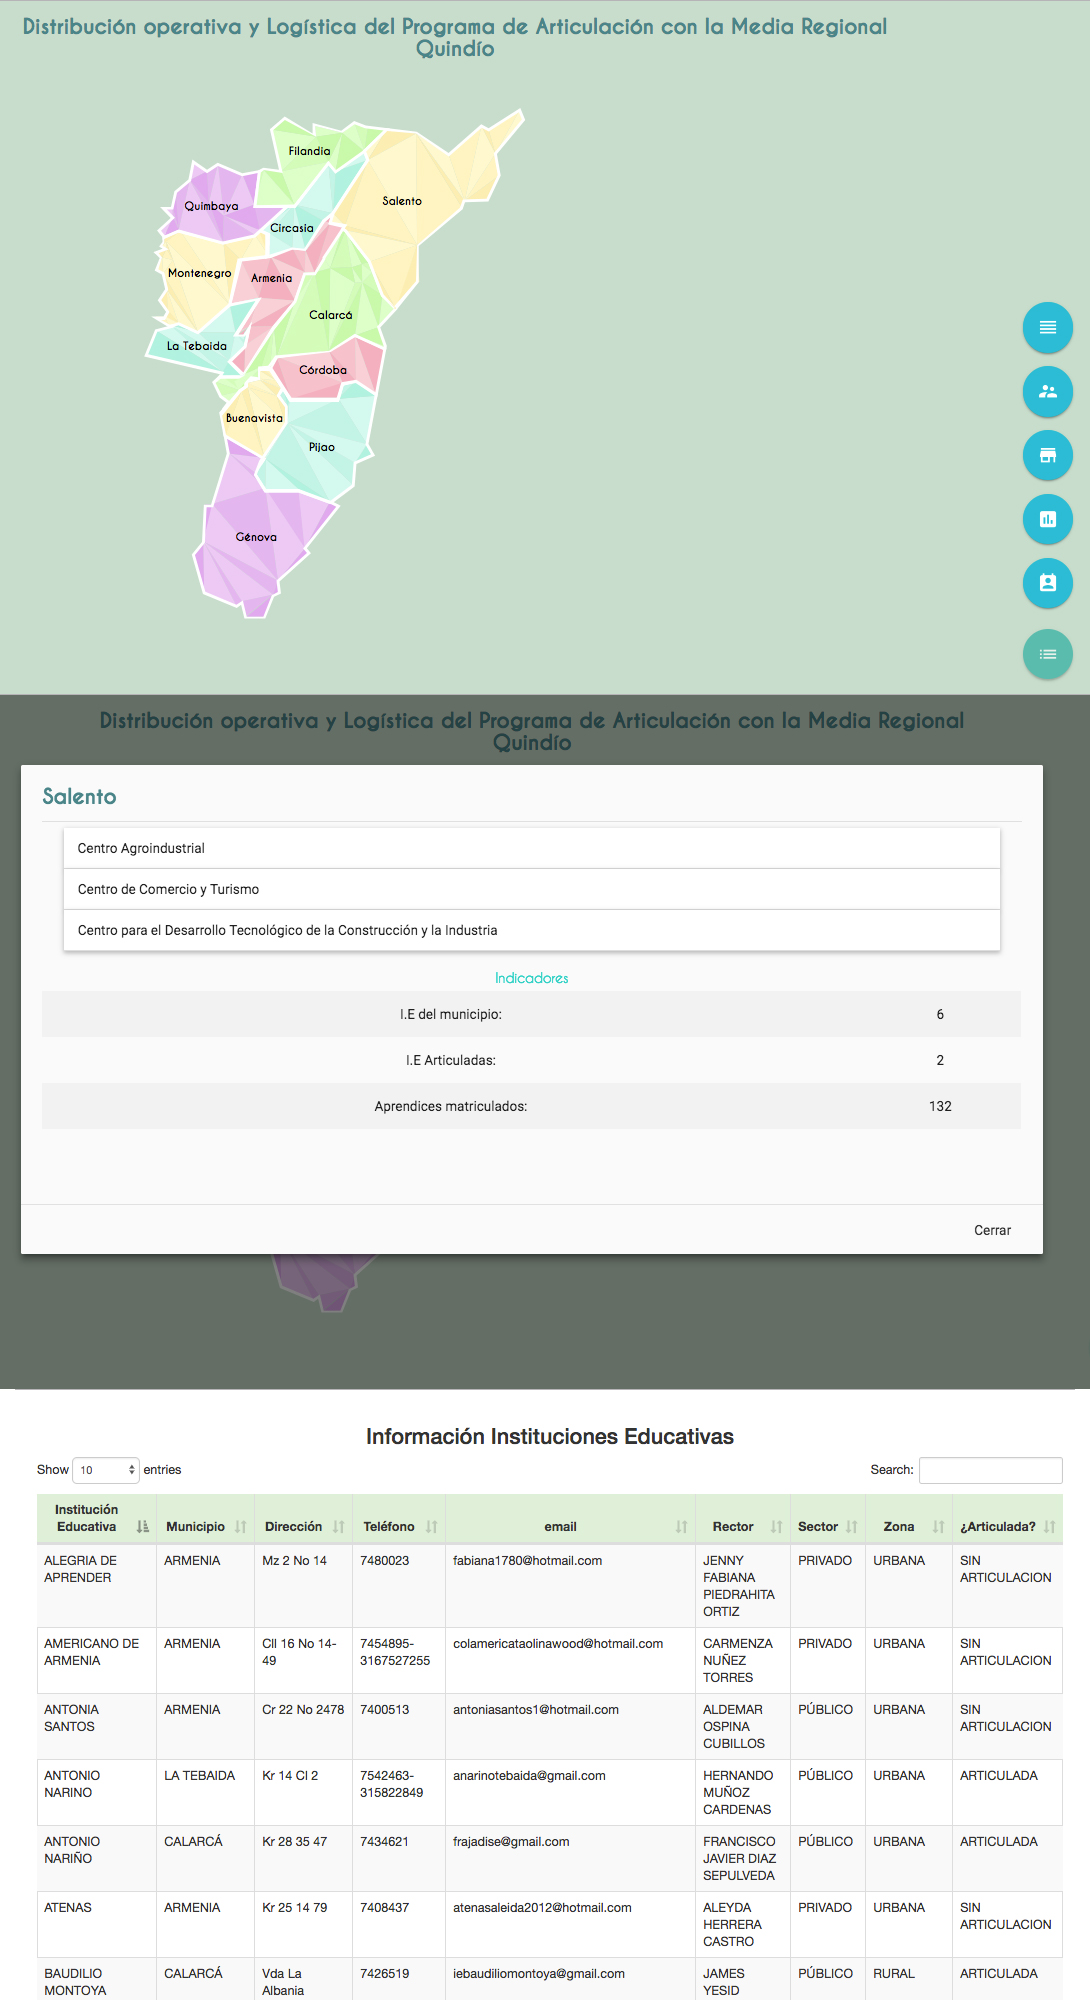 Distribución operativa y Logística del Programa de Articulación con la Media Regional
Quindío
Filandia
Salento
Quimbaya
Circasia
Montenegro
Armenia
Calarcá
La Tebaida
Córdoba
Buenavista
Pijao
Génova
Distribución operativa y Logística del Programa de Articulación con la Media Regional
Quindío
Salento
Centro Agroindustrial
Centro de Comercio y Turismo
Centro para el Desarrollo Tecnológico de la Construcción y la Industria
Indicadores
I.E del municipio: 6
I.E Articuladas: 2
Aprendices matriculados: 132
Cerrar
Información Instituciones Educativas
Show 10 entries Search:
Institución
Educativa Municipio Dirección Teléfono email Rector Sector Zona ¿Articulada?
ALEGRIA DE ARMENIA Mz 2 No 14 7480023 fabiana1780@hotmail.com JENNY PRIVADO URBANA SIN
APRENDER FABIANA ARTICULACION
PIEDRAHITA
ORTIZ
AMERICANO DE ARMENIA Cll 16 No 14- 7454895- colamericataolinawood@hotmail.com CARMENZA PRIVADO URBANA SIN
ARMENIA 49 3167527255 NUÑEZ ARTICULACION
TORRES
ANTONIA ARMENIA Cr 22 No 2478 7400513 antoniasantos1@hotmail.com ALDEMAR PÚBLICO URBANA SIN
SANTOS OSPINA ARTICULACION
CUBILLOS
ANTONIO LA TEBAIDA Kr 14 Cl 2 7542463- anarinotebaida@gmail.com HERNANDO PÚBLICO URBANA ARTICULADA
NARINO 315822849 MUÑOZ
CARDENAS
ANTONIO CALARCÁ Kr 28 35 47 7434621 frajadise@gmail.com FRANCISCO PÚBLICO URBANA ARTICULADA
NARIÑO JAVIER DIAZ
SEPULVEDA
ATENAS ARMENIA Kr 25 14 79 7408437 atenasaleida2012@hotmail.com ALEYDA PRIVADO URBANA SIN
HERRERA ARTICULACION
CASTRO
BAUDILIO CALARCÁ Vda La 7426519 iebaudiliomontoya@gmail.com JAMES PÚBLICO RURAL ARTICULADA
MONTOYA Albania YESID